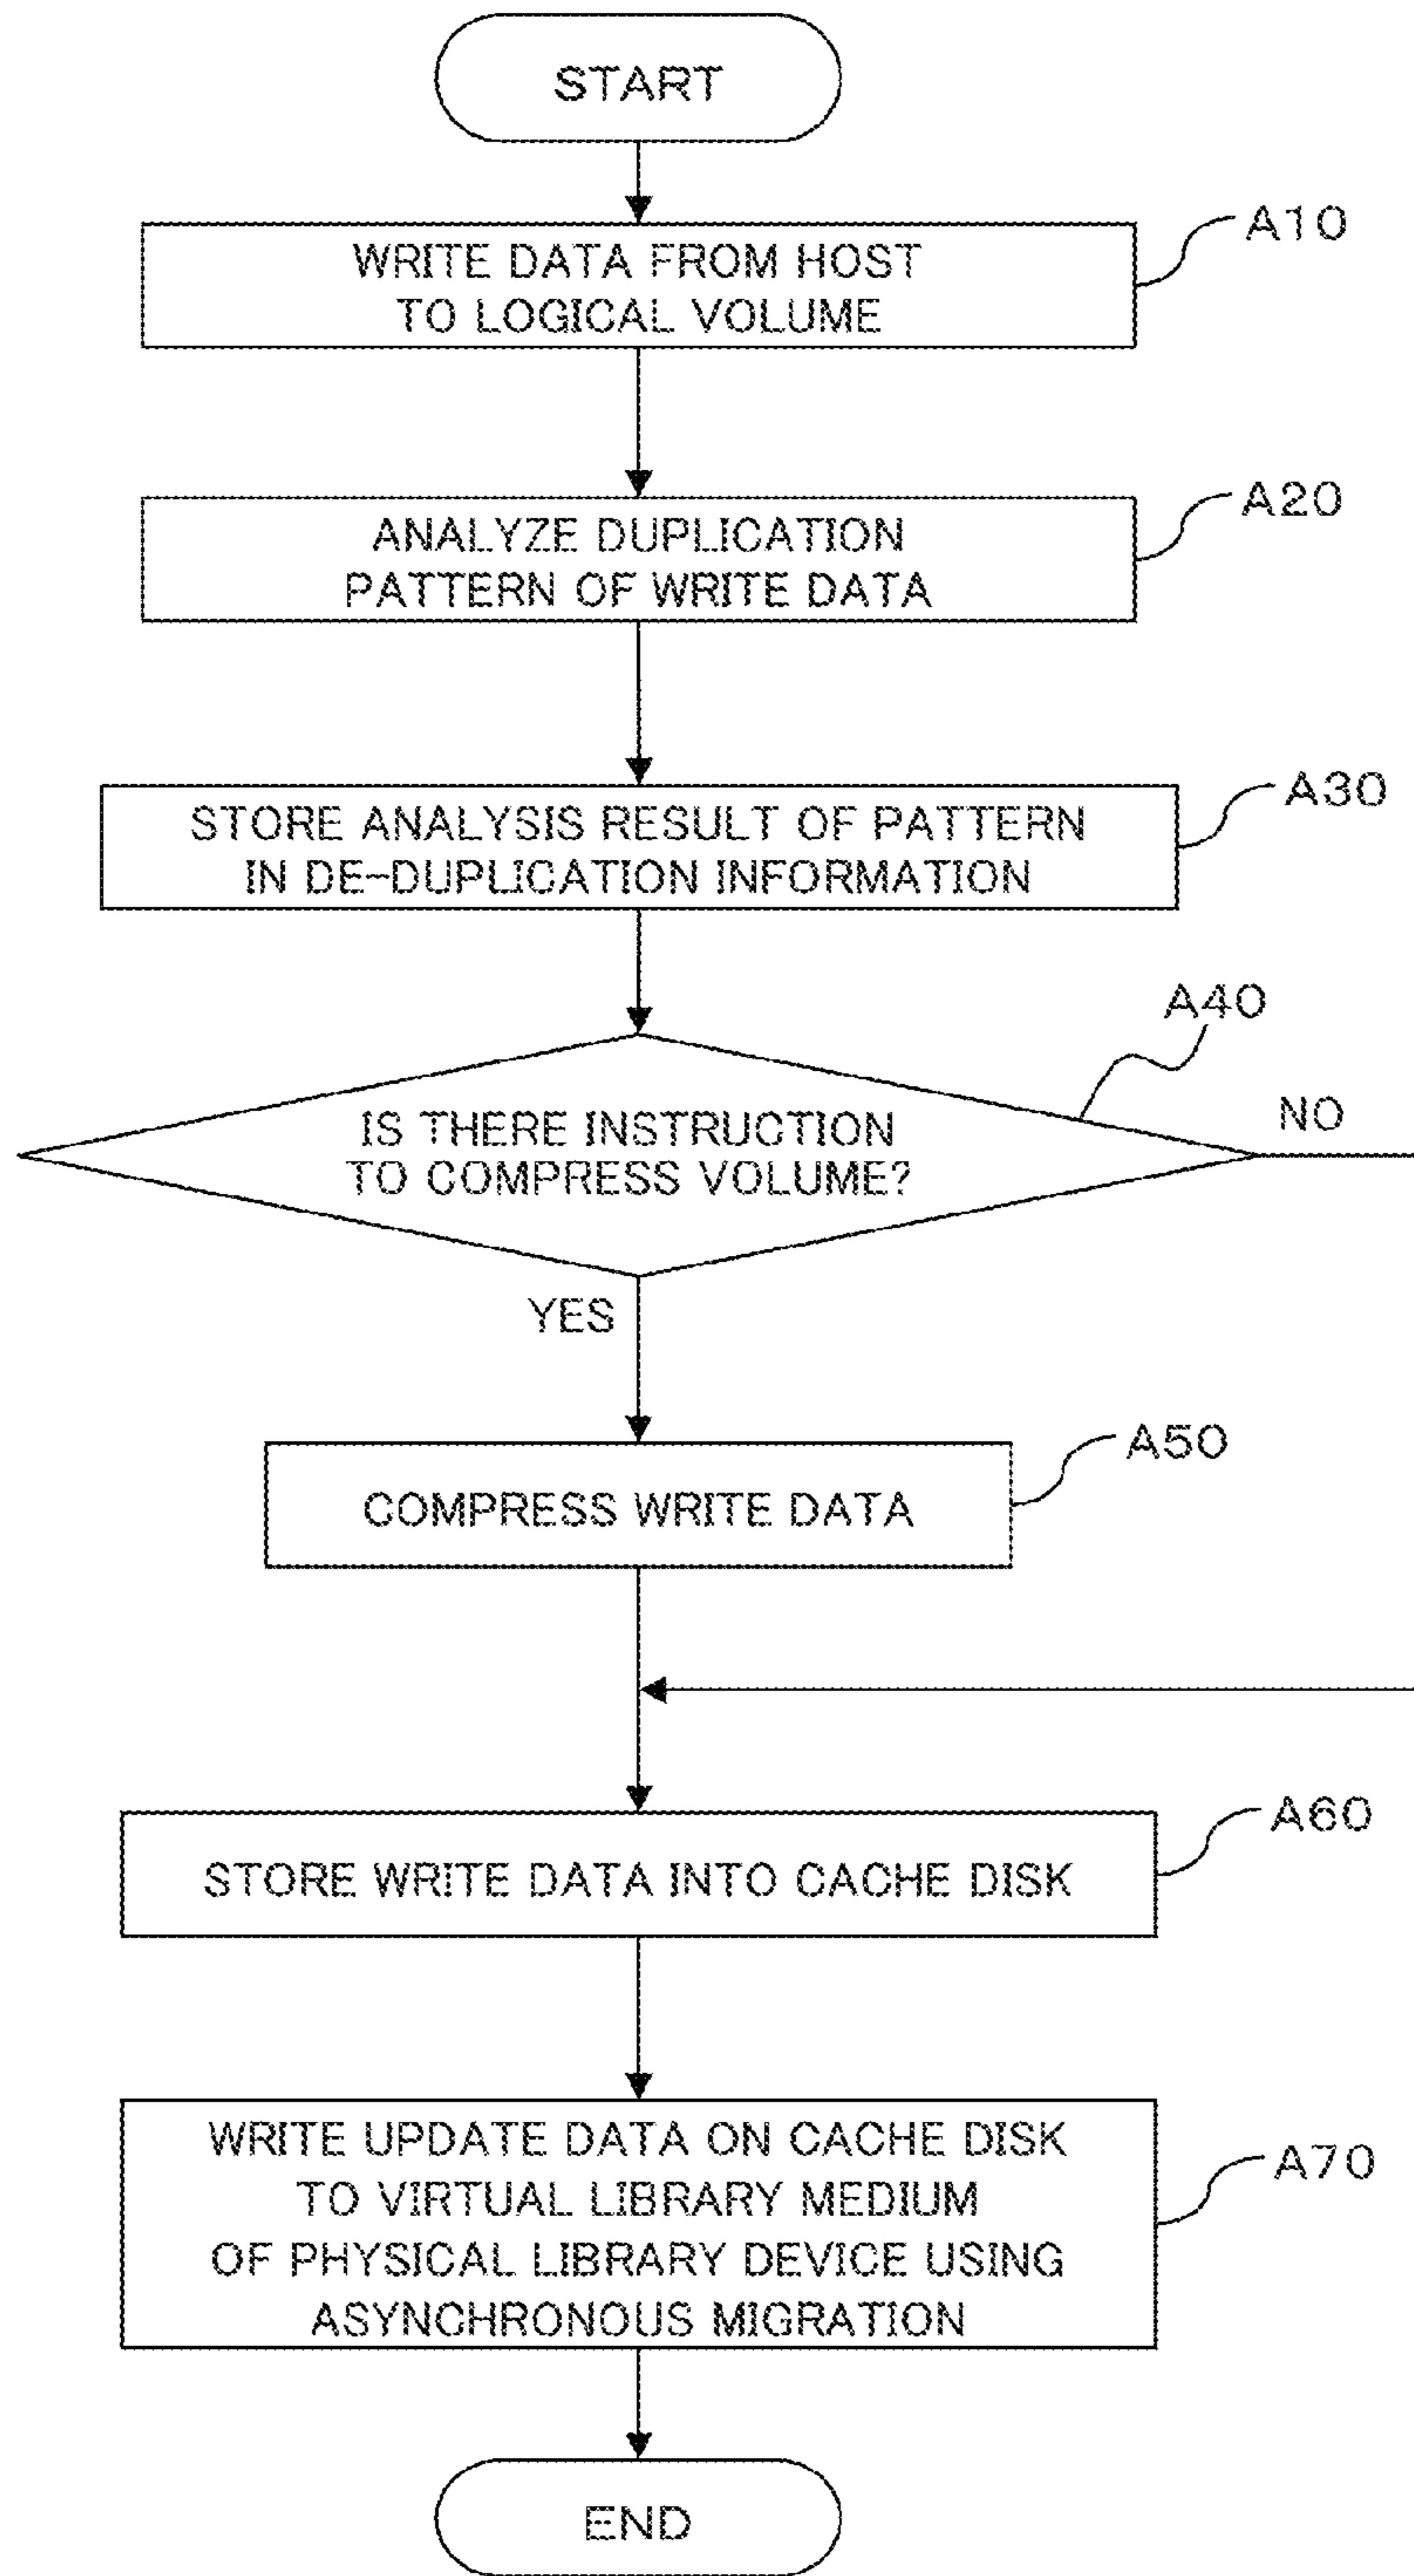 START
A10
WRITE DATA FROM HOST
TO LOGICAL VOLUME
A20
ANALYZE DUPLICATION
PATTERN OF WRITE DATA
A30
STORE ANALYSIS RESULT OF PATTERN
IN DE-DUPLICATION INFORMATION
A40
IS THERE INSTRUCTION
TO COMPRESS VOLUME?
NO
YES
A50
COMPRESS WRITE DATA
A60
STORE WRITE DATA INTO CACHE DISK
WRITE UPDATE DATA ON CACHE DISK
TO VIRTUAL LIBRARY MEDIUM
OF PHYSICAL LIBRARY DEVICE USING
ASYNCHRONOUS MIGRATION
A70
END